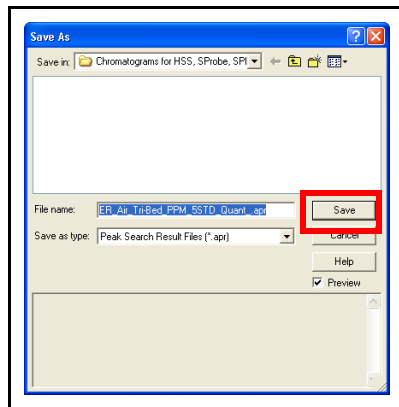 Save As
Save in: Chromatograms for HSS, SProbe, SPI
File name: ER_Air_Tri-Bed_PPM_5STD_Quant_.apr Save
Save as type: Peak Search Result Files (*.apr) Cancel
Help
Preview